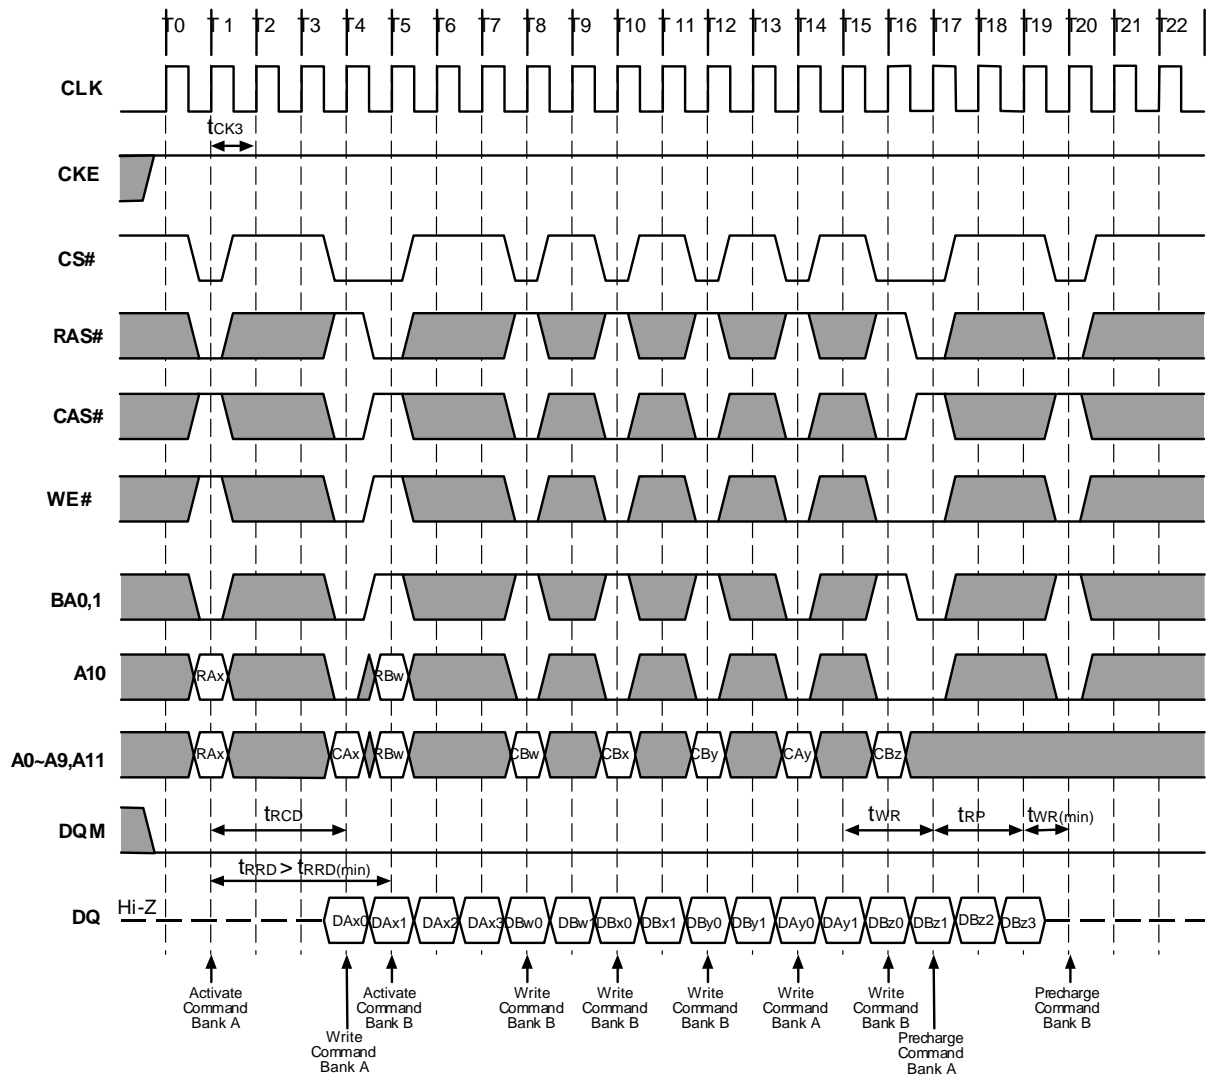 T0 T1 T2 T3 T4 T5 T6 T7 T8 T9 T10 T11 T12 T13 T14 T15 T16 T17 T18 T19 T20 T21 T22
CLK
tCK3
CKE
CS#
RAS#
CAS#
WE#
BA0,1
A10 RAx RBw
A0~A9,A11 RAx CAx RBw CBw CBx CBy CAy CBz
DQM tRCD tWR tRP tWR(min)
tRRD > tRRD(min)
DQ Hi-Z DAx0 DAx1 DAx2 DAx3 DBw0 DBw1 DBx0 DBx1 DBy0 DBy1 DAy0 DAy1 DBz0 DBz1 DBz2 DBz3
Activate
Command
Bank A
Write
Command
Bank A
Activate
Command
Bank B
Write
Command
Bank B
Write
Command
Bank B
Write
Command
Bank B
Write
Command
Bank A
Write
Command
Bank B
Precharge
Command
Bank A
Precharge
Command
Bank B